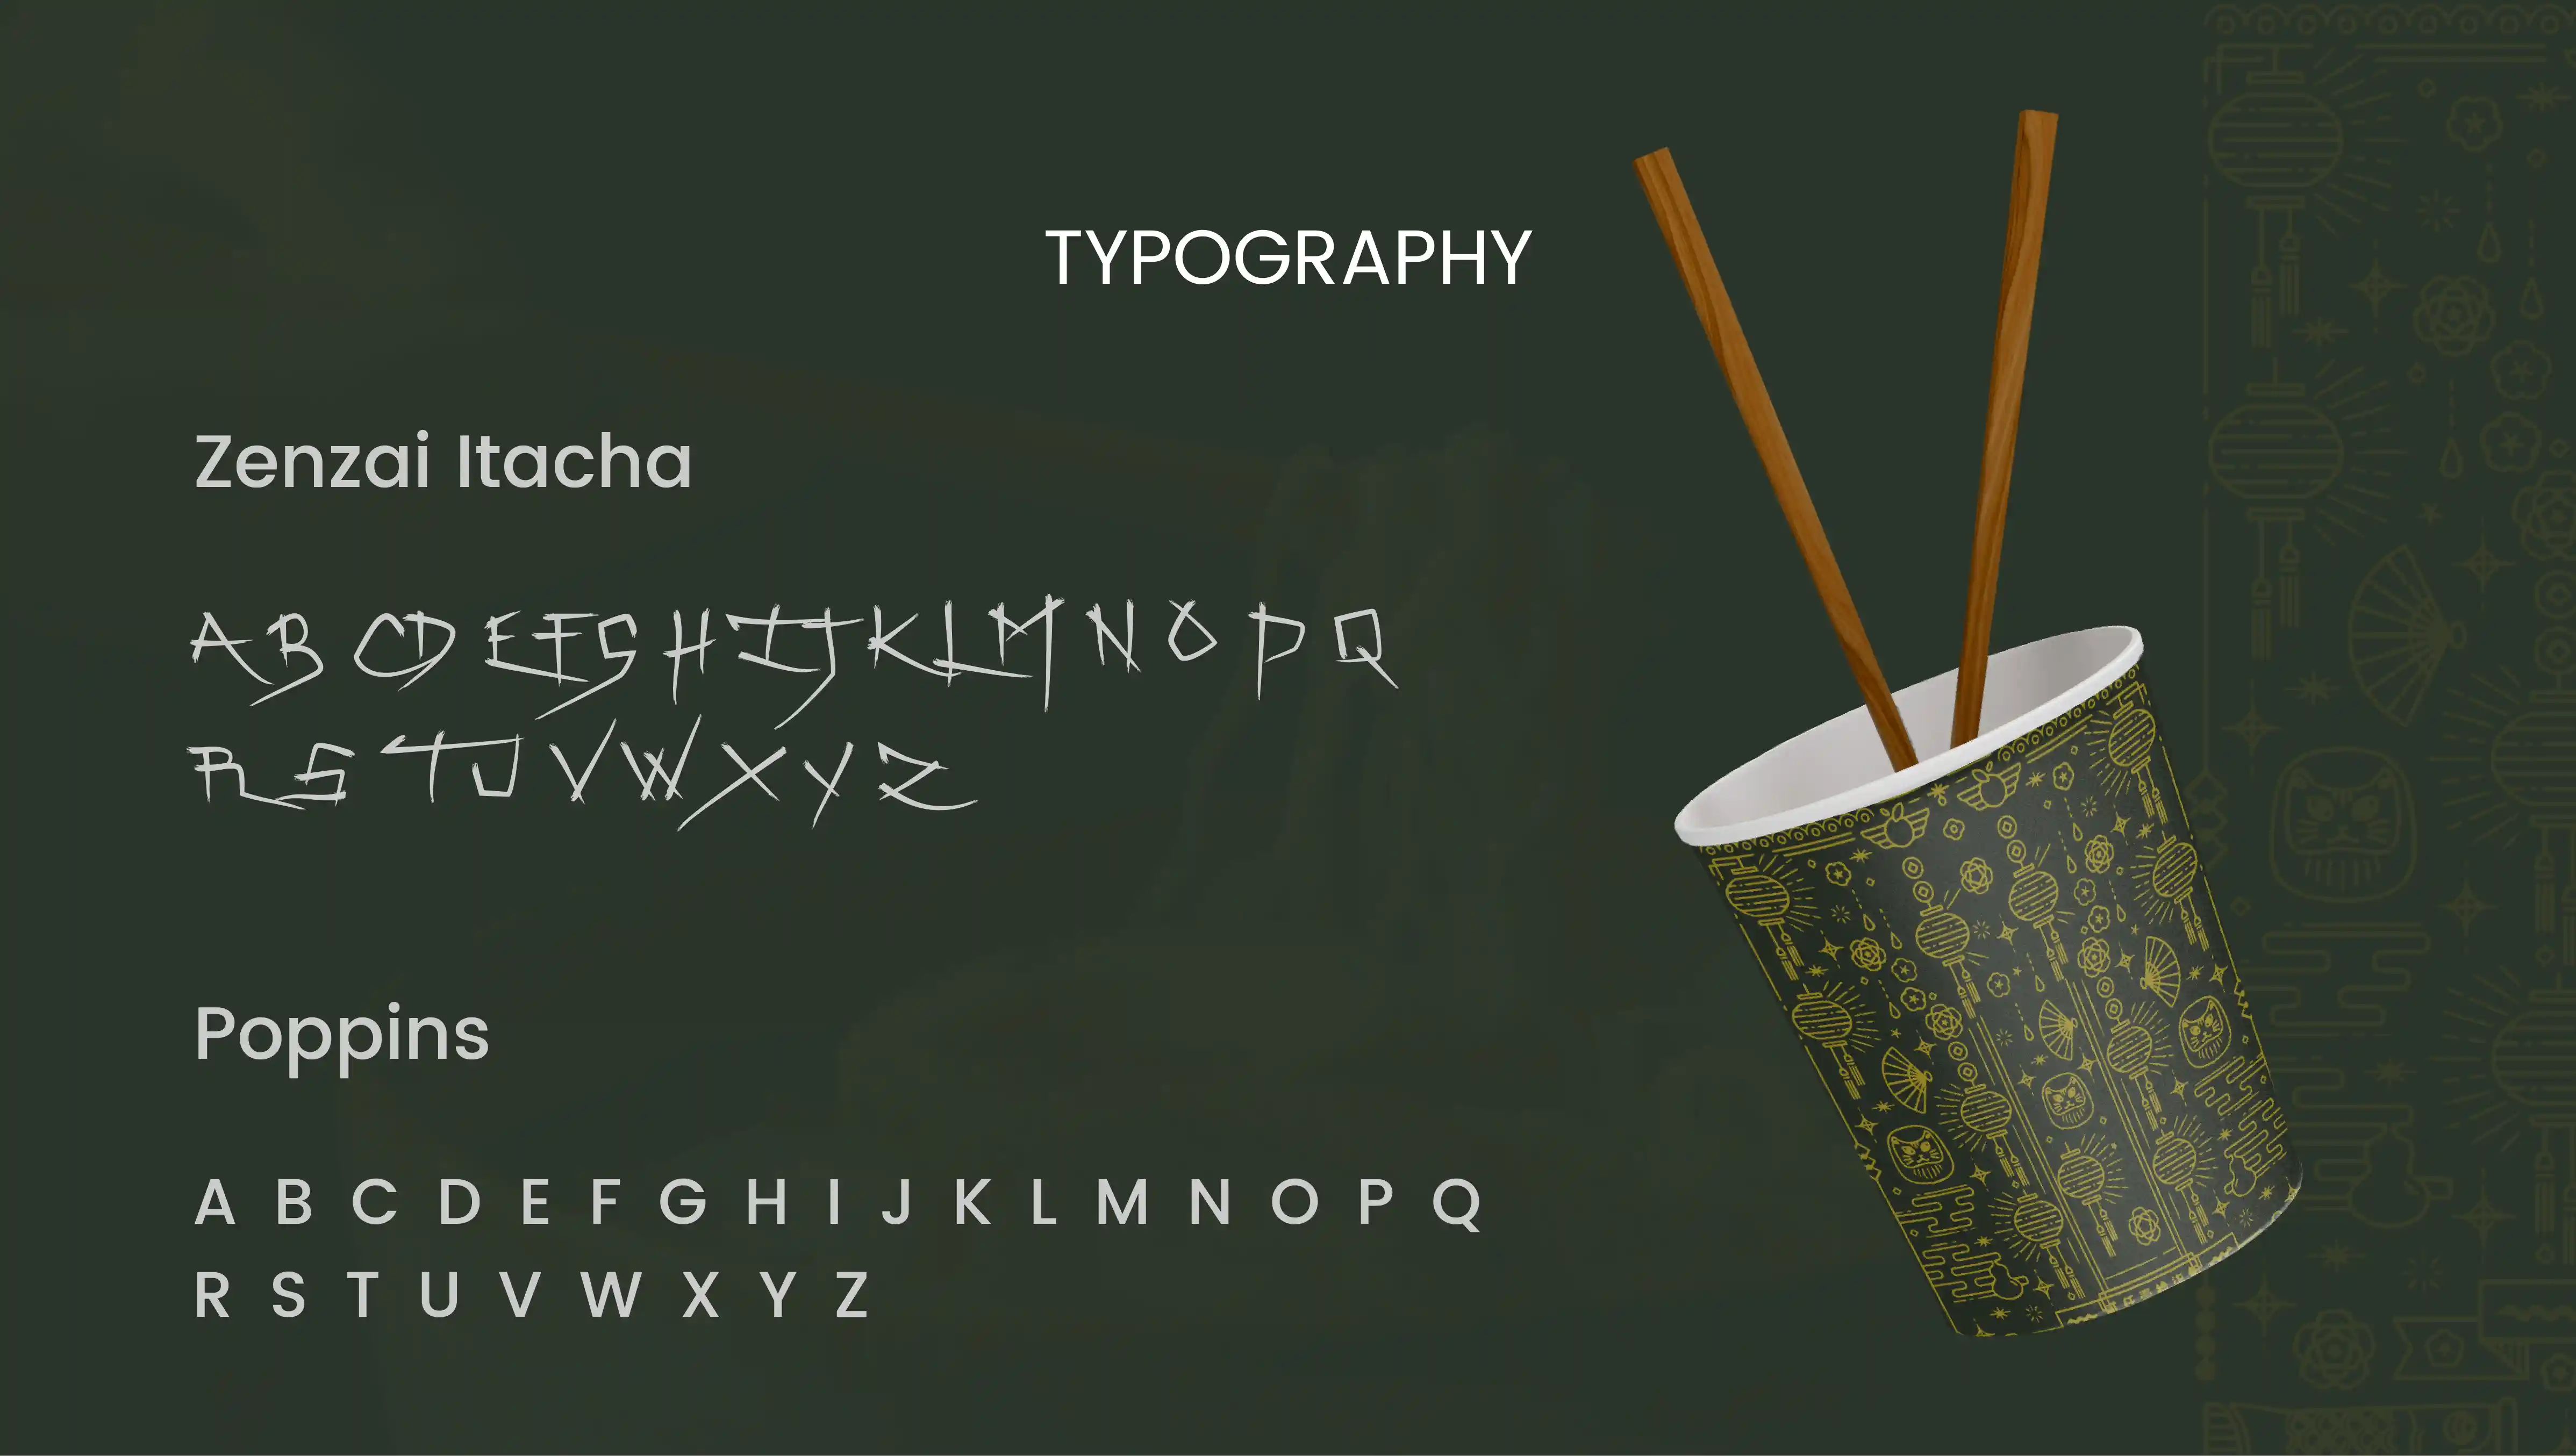 TYPOGRAPHY
Zenzai Itacha
A B C D E F G H I J K L M N O P Q
R S T U V W X Y Z
Poppins
A B C D E F G H I J K L M N O P Q
R S T U V W X Y Z